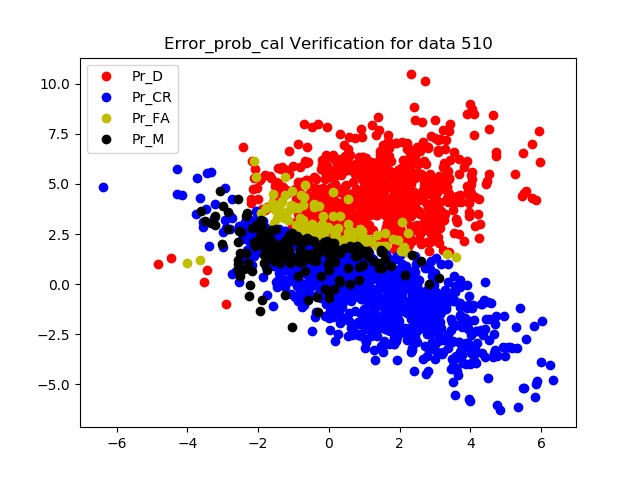 Error_prob_cal Verification for data 510
Pr_D
Pr_CR
Pr_FA
Pr_M
10.0
7.5
5.0
2.5
0.0
−2.5
−5.0
−6 −4 −2 0 2 4 6